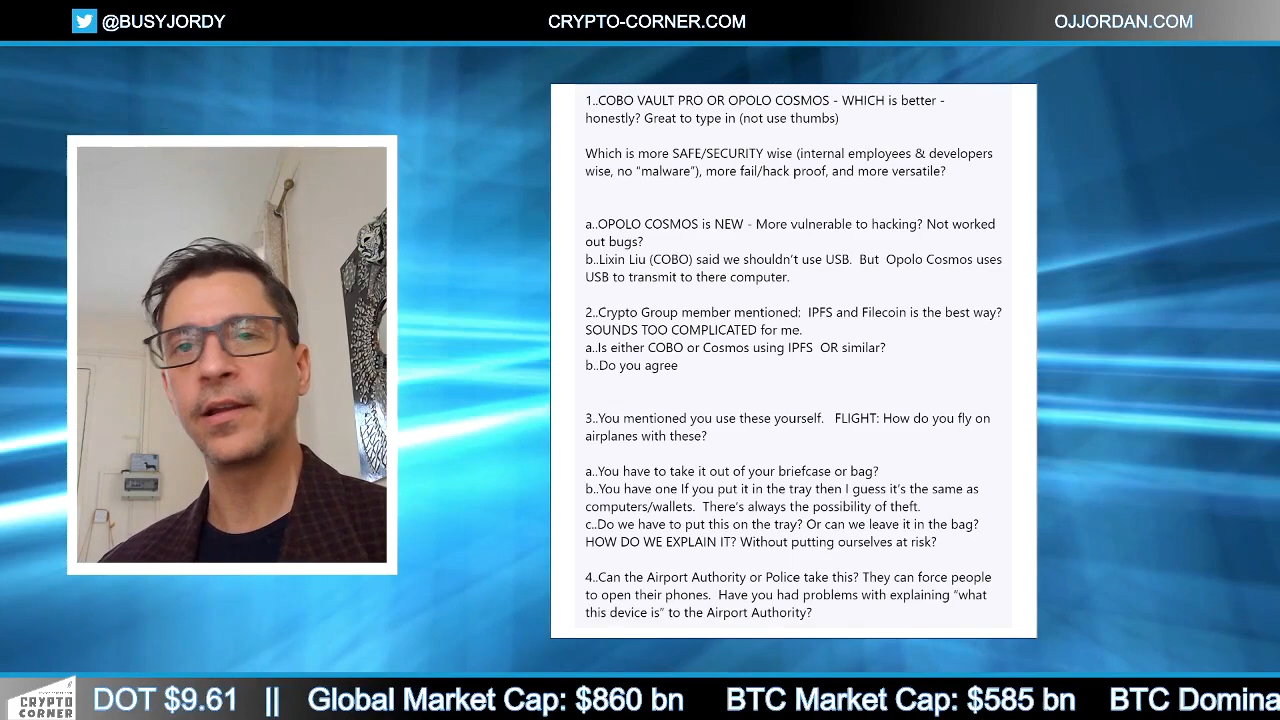 @BUSYJORDY
CRYPTO-CORNER.COM
OJJORDAN.COM
1..COBO VAULT PRO OR OPOLO COSMOS - WHICH is better -
honestly? Great to type in (not use thumbs)
Which is more SAFE/SECURITY wise (internal employees & developers
wise, no “malware”), more fail/hack proof, and more versatile?
a..OPOLO COSMOS is NEW - More vulnerable to hacking? Not worked
out bugs?
b..Lixin Liu (COBO) said we shouldn’t use USB.  But  Opolo Cosmos uses
USB to transmit to there computer.
2..Crypto Group member mentioned:  IPFS and Filecoin is the best way?
SOUNDS TOO COMPLICATED for me.
a..Is either COBO or Cosmos using IPFS  OR similar?
b..Do you agree
3..You mentioned you use these yourself.   FLIGHT: How do you fly on
airplanes with these?
a..You have to take it out of your briefcase or bag?
b..You have one If you put it in the tray then I guess it’s the same as
computers/wallets.  There’s always the possibility of theft.
c..Do we have to put this on the tray? Or can we leave it in the bag?
HOW DO WE EXPLAIN IT? Without putting ourselves at risk?
4..Can the Airport Authority or Police take this? They can force people
to open their phones.  Have you had problems with explaining “what
this device is” to the Airport Authority?
CRYPTO
CORNER
DOT $9.61 || Global Market Cap: $860 bn BTC Market Cap: $585 bn BTC Domina